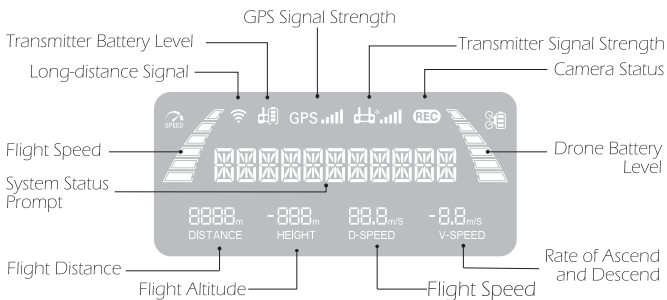 GPS Signal Strength
Transmitter Battery Level
Transmitter Signal Strength
Long-distance Signal
Camera Status
SPEED
GPS
REC
Flight Speed
Drone Battery
Level
System Status
Prompt
8888m
-888m
88.8m/s
-8.8m/s
DISTANCE
HEIGHT
D-SPEED
V-SPEED
Flight Distance
Flight Altitude
Flight Speed
Rate of Ascend
and Descend